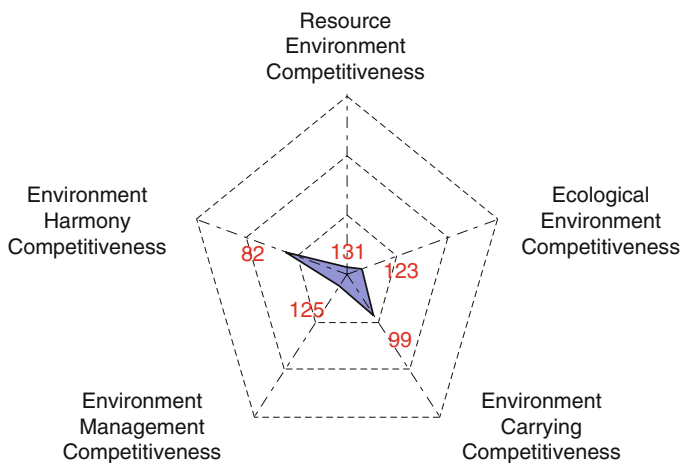 Resource
Environment
Competitiveness
Environment
Harmony
Competitiveness
Ecological
Environment
Competitiveness
82
131
123
125
99
Environment
Management
Competitiveness
Environment
Carrying
Competitiveness